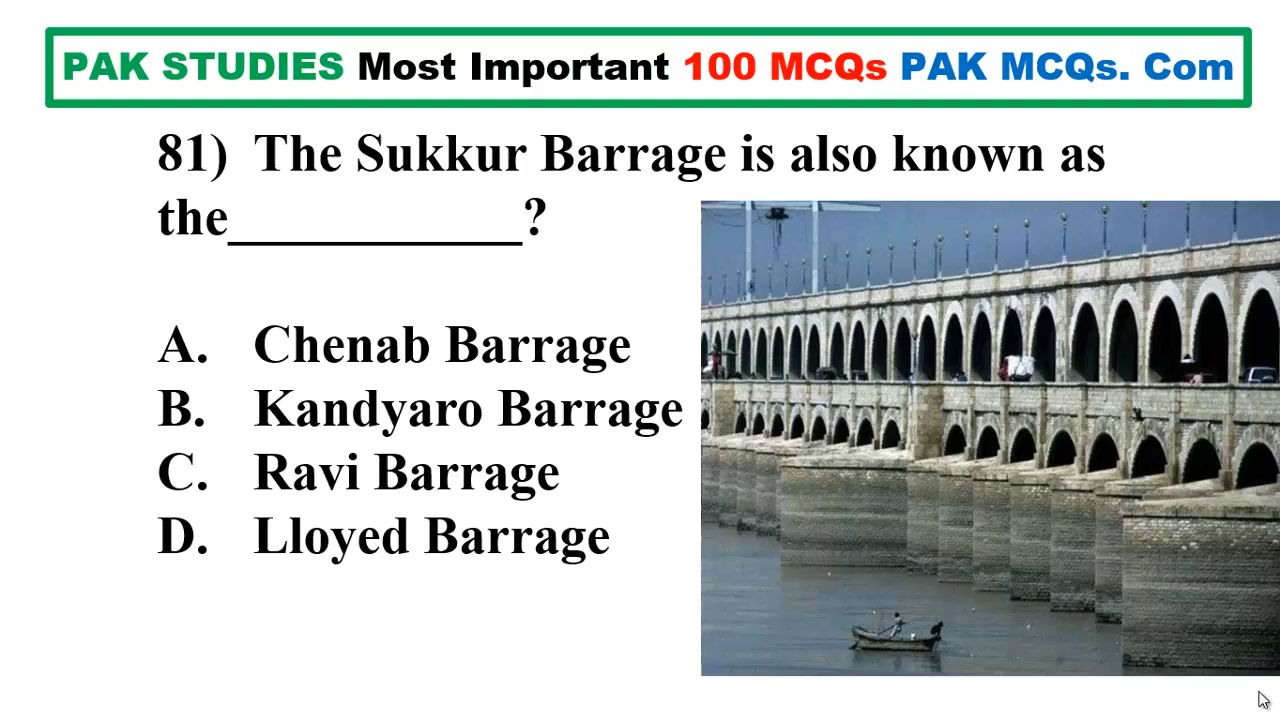 PAK STUDIES Most Important 100 MCQs PAK MCQs. Com
81) The Sukkur Barrage is also known as
the___________?
A. Chenab Barrage
B. Kandyaro Barrage
C. Ravi Barrage
D. Lloyed Barrage